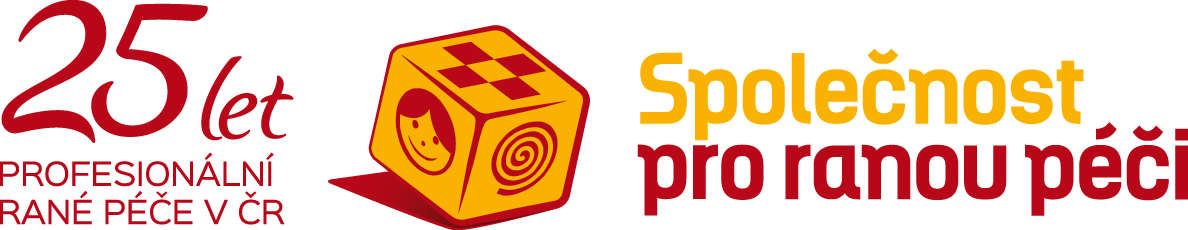 25 let
PROFESIONÁLNÍ
RANÉ PÉČE V ČR
Společnost
pro ranou péči